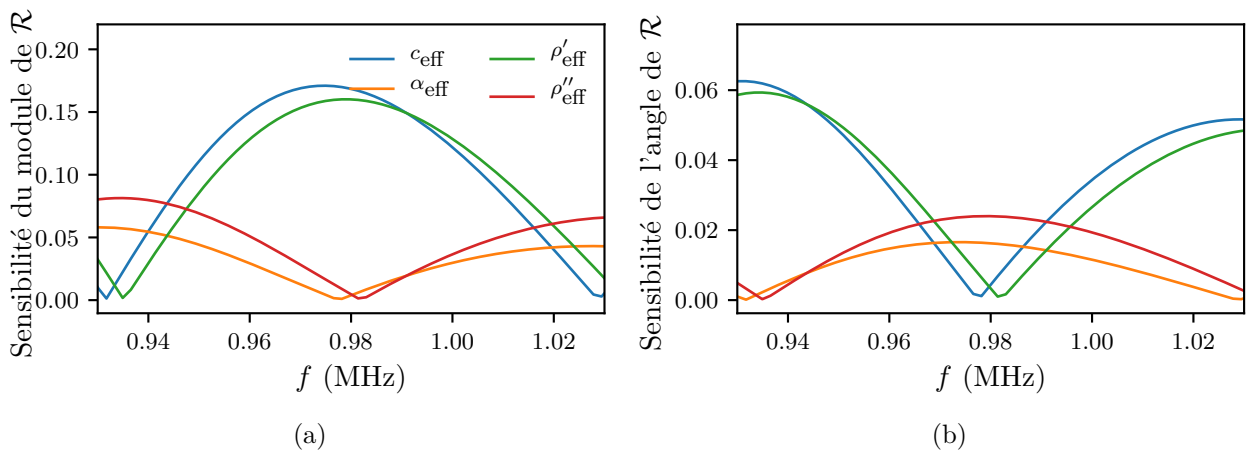 Sensibilité du module de ℛ
0.20
0.15
0.10
0.05
0.00
c_eff
α_eff
ρ′_eff
ρ″_eff
0.94 0.96 0.98 1.00 1.02
f (MHz)
(a)
Sensibilité de l'angle de ℛ
0.06
0.04
0.02
0.00
0.94 0.96 0.98 1.00 1.02
f (MHz)
(b)